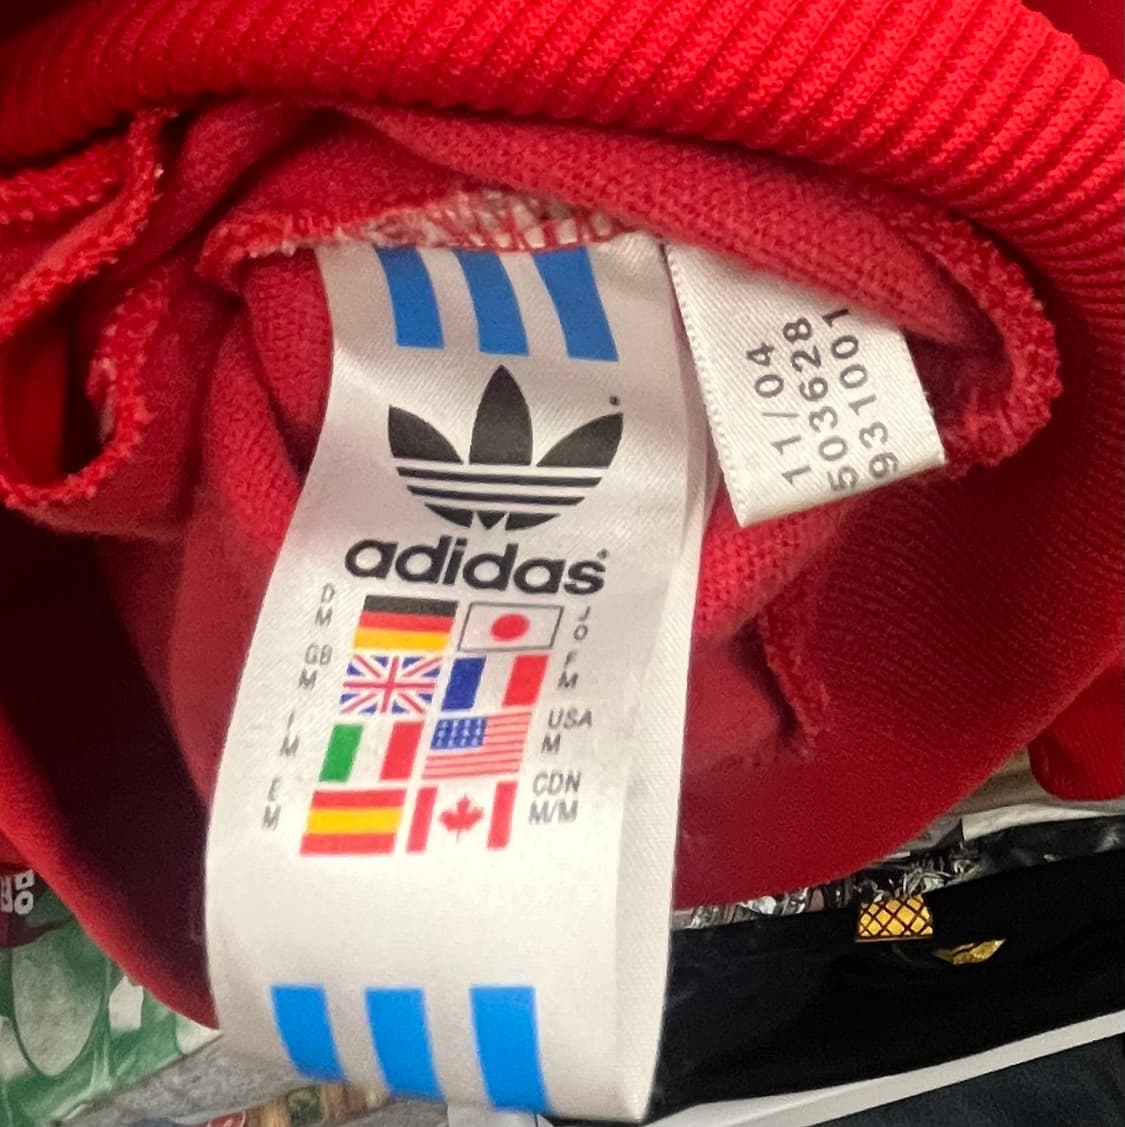 adidas
D
M
J
O
GB
M
F
M
I
M
USA
M
E
M
CDN
M/M
11/04
503628
931001